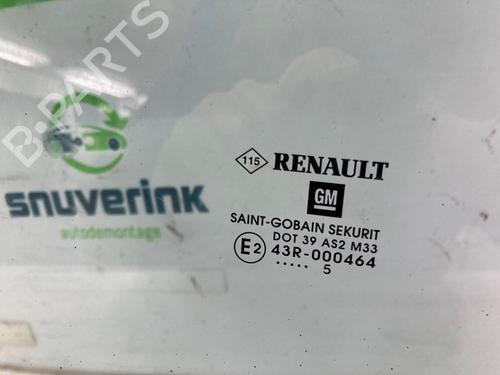 B-PARTS
snuverink
autodemontage
115 RENAULT
GM
SAINT-GOBAIN SEKURIT
DOT 39 AS2 M33
E2 43R-000464
..... 5